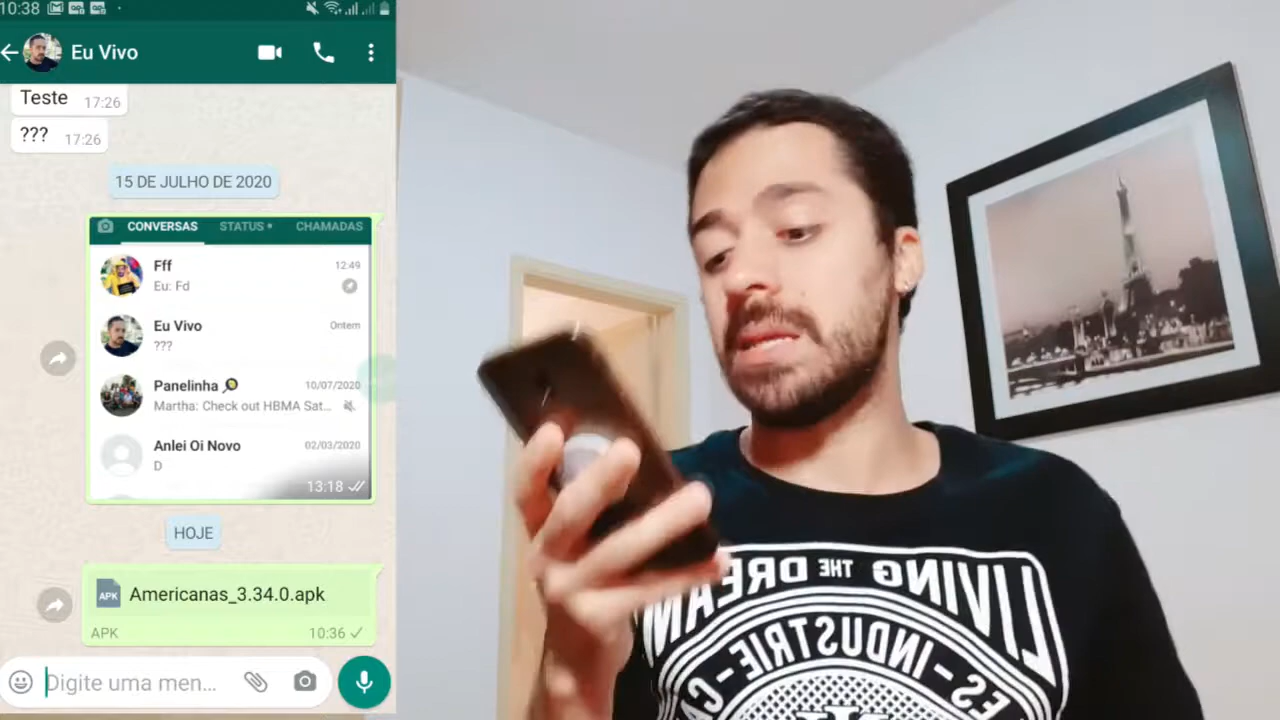 10:38
Eu Vivo
Teste 17:26
??? 17:26
15 DE JULHO DE 2020
CONVERSAS STATUS • CHAMADAS
Fff 12:49
Eu: Fd
Eu Vivo Ontem
???
Panelinha 10/07/2020
Martha: Check out HBMA Sat...
Anlei Oi Novo 02/03/2020
D
13:18
HOJE
APK
Americanas_3.34.0.apk
APK 10:36
Digite uma men...
LIVING THE DREAM
ES-INDUSTRIE-CA